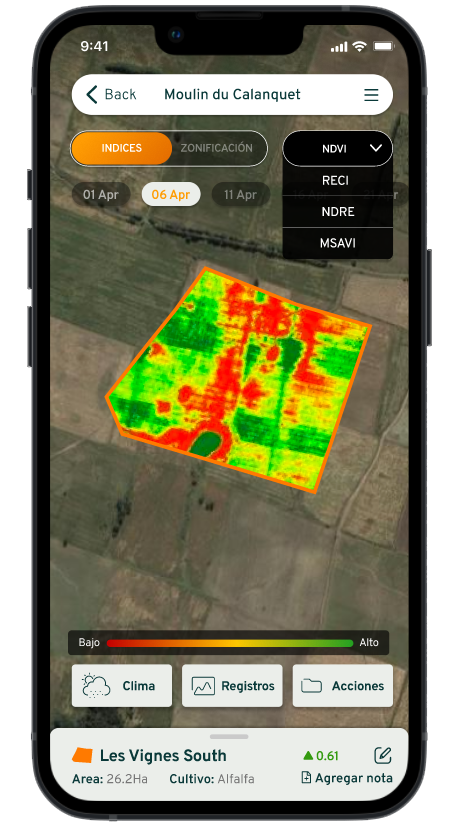 9:41
Back Moulin du Calanquet
INDICES ZONIFICACIÓN NDVI
RECI
01 Apr 06 Apr 11 Apr
NDRE
MSAVI
Bajo Alto
Clima Registros Acciones
Les Vignes South 0.61
Area: 26.2Ha Cultivo: Alfalfa Agregar nota